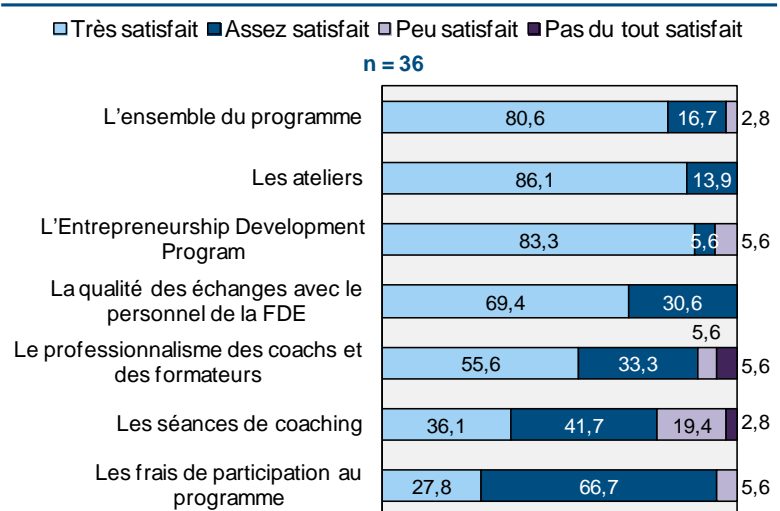 Très satisfait Assez satisfait Peu satisfait Pas du tout satisfait
n = 36
L'ensemble du programme
80,6 16,7 2,8
Les ateliers
86,1 13,9
L'Entrepreneurship Development
Program
83,3 5,6 5,6
La qualité des échanges avec le
personnel de la FDE
69,4 30,6
5,6
Le professionnalisme des coachs et
des formateurs
55,6 33,3 5,6
Les séances de coaching
36,1 41,7 19,4 2,8
Les frais de participation au
programme
27,8 66,7 5,6